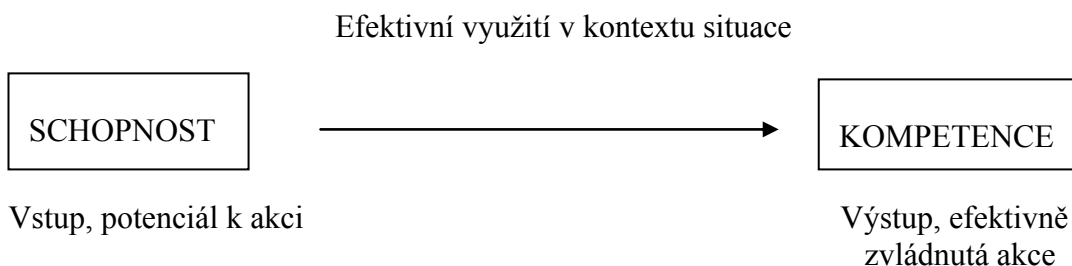 Efektivní využití v kontextu situace
SCHOPNOST
KOMPETENCE
Vstup, potenciál k akci
Výstup, efektivně
zvládnutá akce